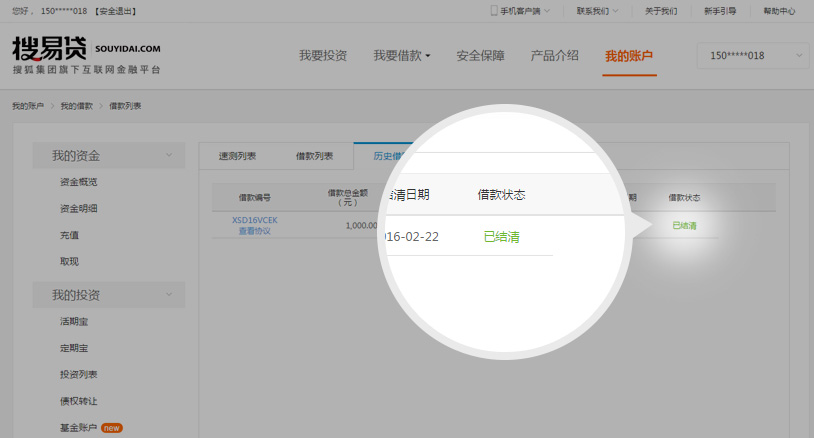 您好， 150*****018 【安全退出】
手机客户端
联系我们
关于我们
新手引导
帮助中心
搜易贷 SOUYIDAI.COM
搜狐集团旗下互联网金融平台
我要投资
我要借款
安全保障
产品介绍
我的账户
150*****018
我的账户 > 我的借款 > 借款列表
我的资金
资金概览
资金明细
充值
取现
我的投资
活期宝
定期宝
投资列表
债权转让
基金账户 new
速测列表
借款列表
历史借
借款编号
借款总金额
（ 元 ）
期
借款状态
XSD16VCEK
查看协议
1,000.00
已结清
清日期
借款状态
16-02-22
已结清